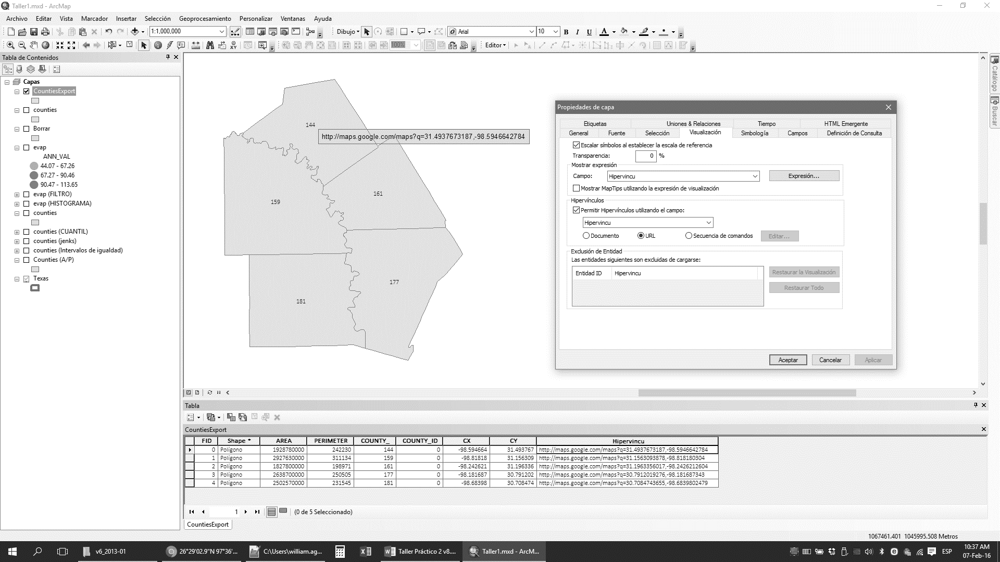 Taller1.mxd - ArcMap
Archivo Editar Vista Marcador Insertar Selección Geoprocesamiento Personalizar Ventanas Ayuda
1:1,000,000 Dibujo Arial 10 B I U A
100% Editor
Tabla de Contenidos
Capas
CountiesExport
counties
Borrar
evap
ANN_VAL
44.07 - 67.26
67.27 - 90.46
90.47 - 113.65
evap (FILTRO)
evap (HISTOGRAMA)
counties
counties (CUANTIL)
counties (jenks)
counties (Intervalos de igualdad)
Counties (A/P)
Texas
144
http://maps.google.com/maps?q=31.4937673187,-98.5946642784
161
159
177
181
Propiedades de capa
Etiquetas Uniones & Relaciones Tiempo HTML Emergente
General Fuente Selección Visualización Simbología Campos Definición de Consulta
Escalar símbolos al establecer la escala de referencia
Transparencia: 0 %
Mostrar expresión
Campo: Hipervincu Expresión...
Mostrar MapTips utilizando la expresión de visualización
Hipervínculos
Permitir Hipervínculos utilizando el campo:
Hipervincu
Documento URL Secuencia de comandos Editar...
Exclusión de Entidad
Las entidades siguientes son excluidas de cargarse:
Entidad ID Hipervincu
Restaurar la Visualización
Restaurar Todo
Aceptar Cancelar Aplicar
Catálogo
Buscar
Tabla
CountiesExport
FID Shape * AREA PERIMETER COUNTY_ COUNTY_ID CX CY Hipervincu
0 Polígono 1928780000 242230 144 0 -98.594664 31.493767 http://maps.google.com/maps?q=31.4937673187,-98.5946642784
1 Polígono 2927630000 311134 159 0 -98.81818 31.156309 http://maps.google.com/maps?q=31.1563093878,-98.818180304
2 Polígono 1827800000 198971 161 0 -98.242621 31.196336 http://maps.google.com/maps?q=31.1963356017,-98.2426212604
3 Polígono 2638700000 250505 177 0 -98.181687 30.791202 http://maps.google.com/maps?q=30.7912019276,-98.181687343
4 Polígono 2502570000 231545 181 0 -98.68398 30.708474 http://maps.google.com/maps?q=30.7084743655,-98.6839802479
1 (0 de 5 Seleccionado)
CountiesExport
1067461.401 1045995.508 Metros
v6_2013-01 26°29'02.9"N 97°36'... C:\Users\william.ag... Taller Práctico 2 v8.... Taller1.mxd - ArcM... ESP 10:37 AM
07-Feb-16